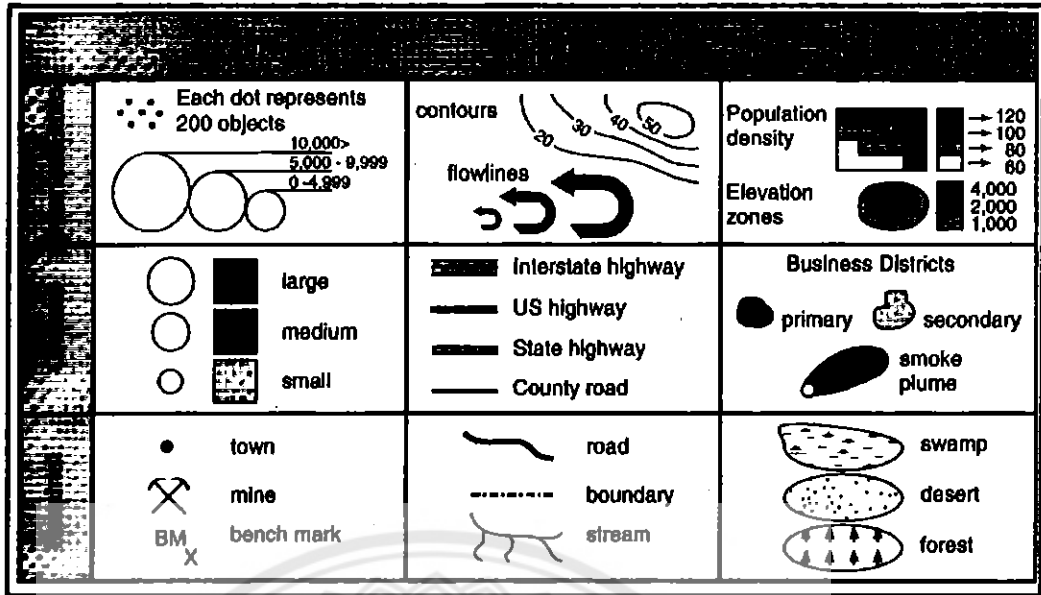 Each dot represents
200 objects
10,000>
5,000 - 9,999
0 -4,999
contours
20
30
40
50
flowlines
Population
density
120
100
80
60
Elevation
zones
4,000
2,000
1,000
large
medium
small
Interstate highway
US highway
State highway
County road
Business Districts
primary
secondary
smoke
plume
town
mine
BM
X
bench mark
road
boundary
stream
swamp
desert
forest